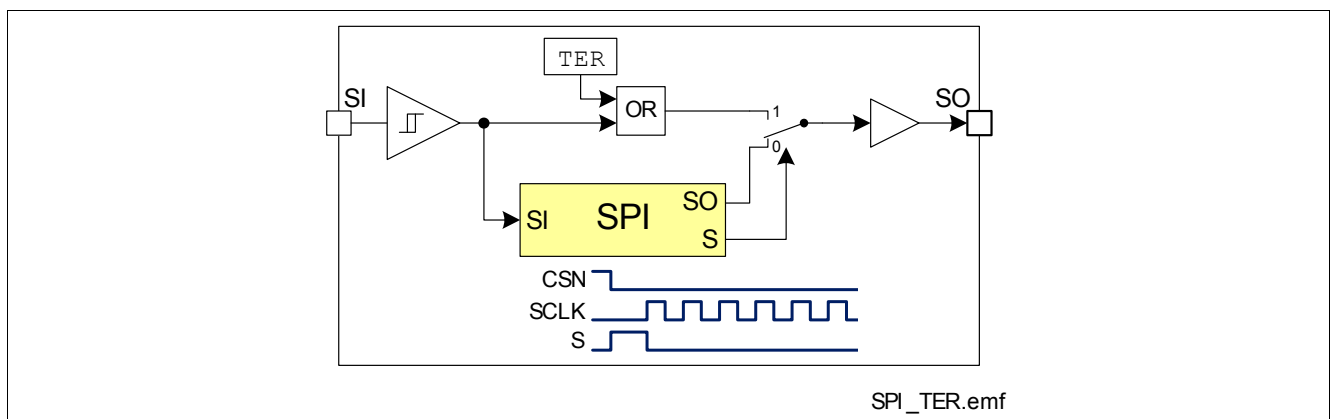 TER
SI
OR
1
SO
0
SO
SI
SPI
S
CSN
SCLK
S
SPI_TER.emf